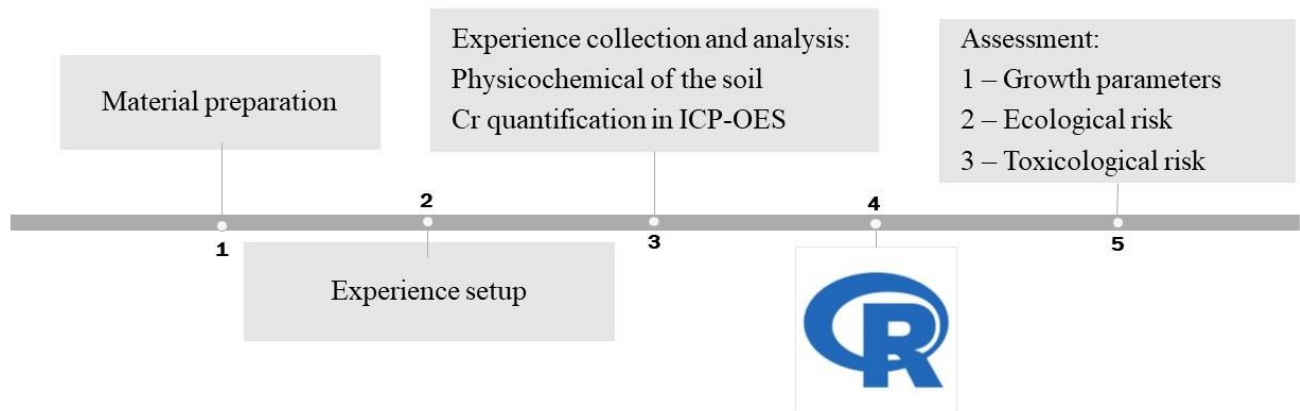 Material preparation
1
2
Experience setup
Experience collection and analysis:
Physicochemical of the soil
Cr quantification in ICP-OES
3
4
R
Assessment:
1 – Growth parameters
2 – Ecological risk
3 – Toxicological risk
5